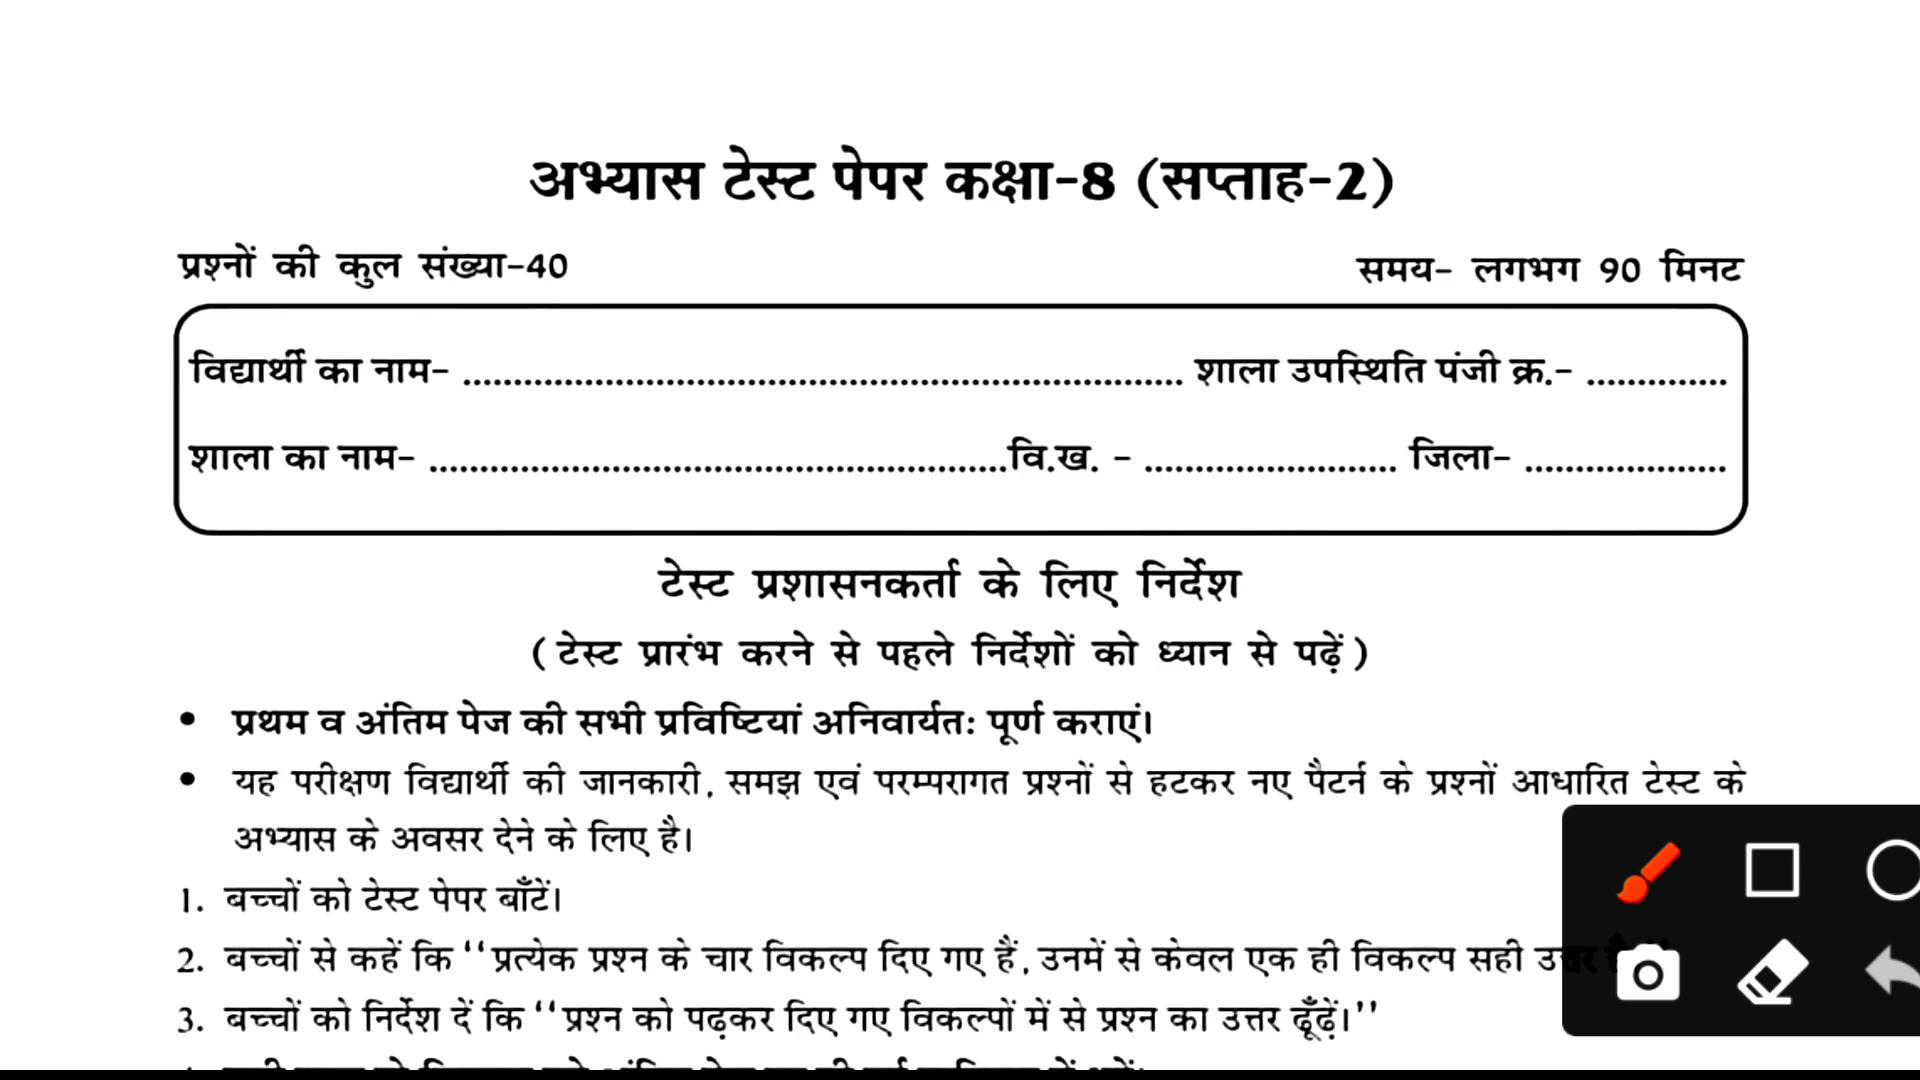 अभ्यास टेस्ट पेपर कक्षा-8 (सप्ताह-2)
प्रश्नों की कुल संख्या-40 समय- लगभग 90 मिनट
विद्यार्थी का नाम- ....................................................................... शाला उपस्थिति पंजी क्र.- ..............
शाला का नाम- .........................................................वि.ख. - ......................... जिला- ....................
टेस्ट प्रशासनकर्ता के लिए निर्देश
( टेस्ट प्रारंभ करने से पहले निर्देशों को ध्यान से पढ़ें )
• प्रथम व अंतिम पेज की सभी प्रविष्टियां अनिवार्यतः पूर्ण कराएं।
• यह परीक्षण विद्यार्थी की जानकारी, समझ एवं परम्परागत प्रश्नों से हटकर नए पैटर्न के प्रश्नों आधारित टेस्ट के
अभ्यास के अवसर देने के लिए है।
1. बच्चों को टेस्ट पेपर बाँटें।
2. बच्चों से कहें कि ‘‘प्रत्येक प्रश्न के चार विकल्प दिए गए हैं, उनमें से केवल एक ही विकल्प सही उत्तर
3. बच्चों को निर्देश दें कि ‘‘प्रश्न को पढ़कर दिए गए विकल्पों में से प्रश्न का उत्तर ढूँढ़ें।’’